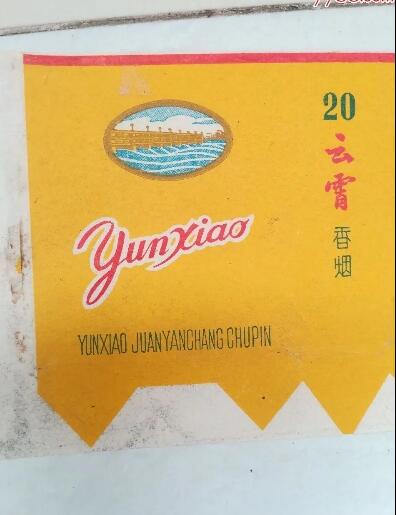 20
云霄
香烟
Yunxiao
YUNXIAO JUANYANCHANG CHUPIN